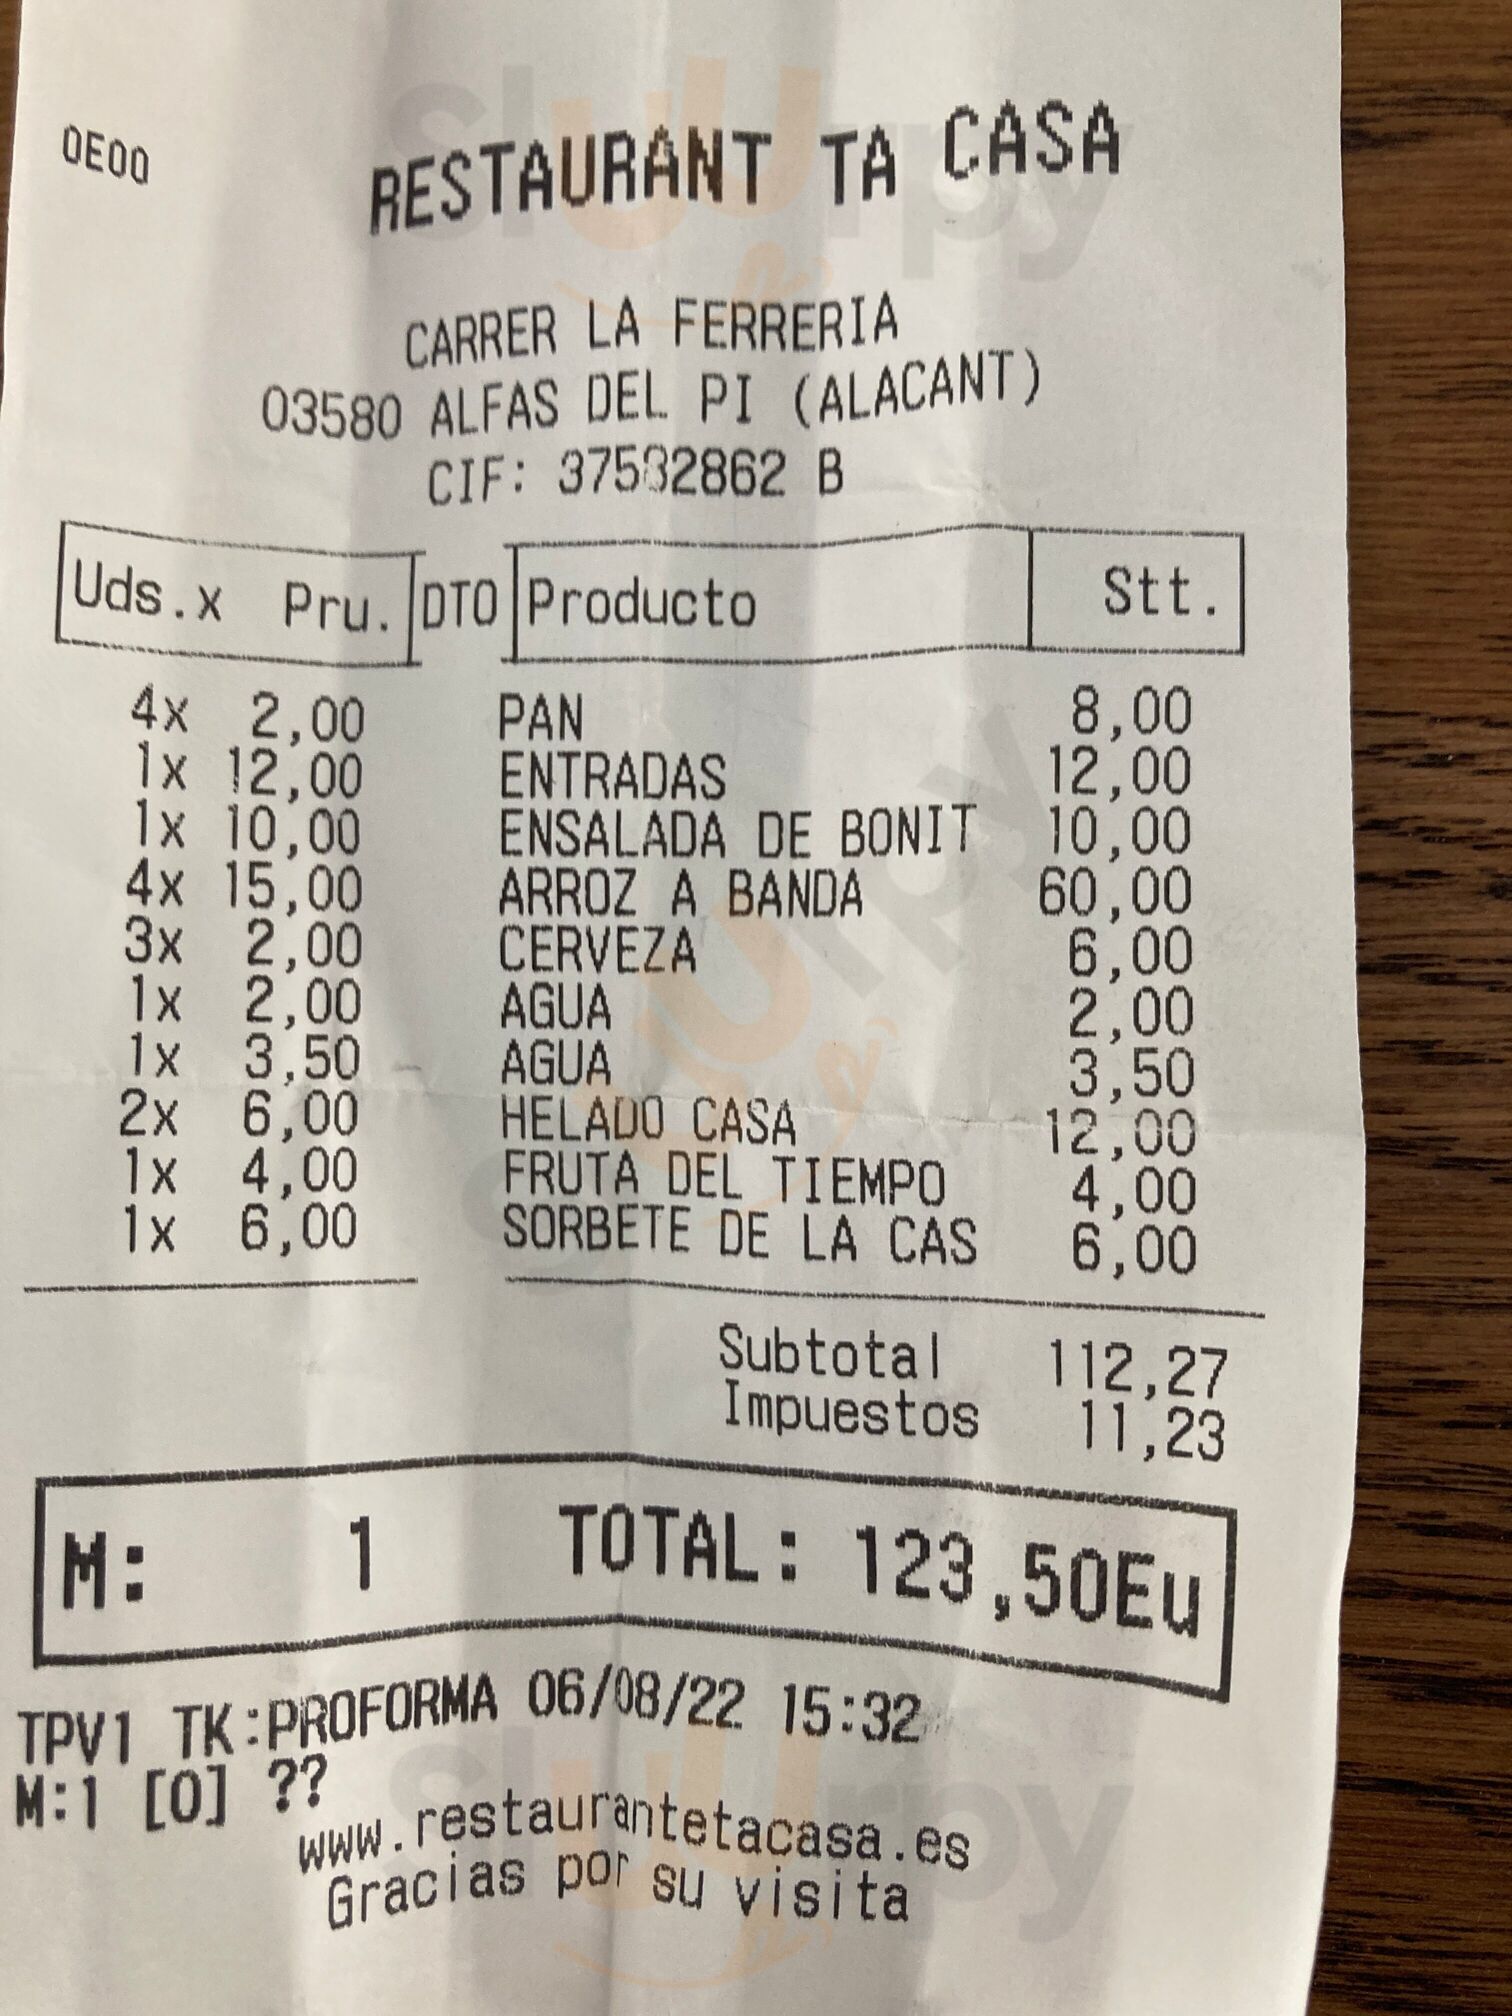 0E00
RESTAURANT TA CASA
CARRER LA FERRERIA
03580 ALFAS DEL PI (ALACANT)
CIF: 37532862 B
Uds.x Pru. DTO Producto Stt.
4x 2,00 PAN 8,00
1x 12,00 ENTRADAS 12,00
1x 10,00 ENSALADA DE BONIT 10,00
4x 15,00 ARROZ A BANDA 60,00
3x 2,00 CERVEZA 6,00
1x 2,00 AGUA 2,00
1x 3,50 AGUA 3,50
2x 6,00 HELADO CASA 12,00
1x 4,00 FRUTA DEL TIEMPO 4,00
1x 6,00 SORBETE DE LA CAS 6,00
Subtotal 112,27
Impuestos 11,23
M: 1 TOTAL: 123,50Eu
TPV1 TK:PROFORMA 06/08/22 15:32
M:1 [0] ??
www.restaurantetacasa.es
Gracias por su visita
slurpy
slurpy
slurpy